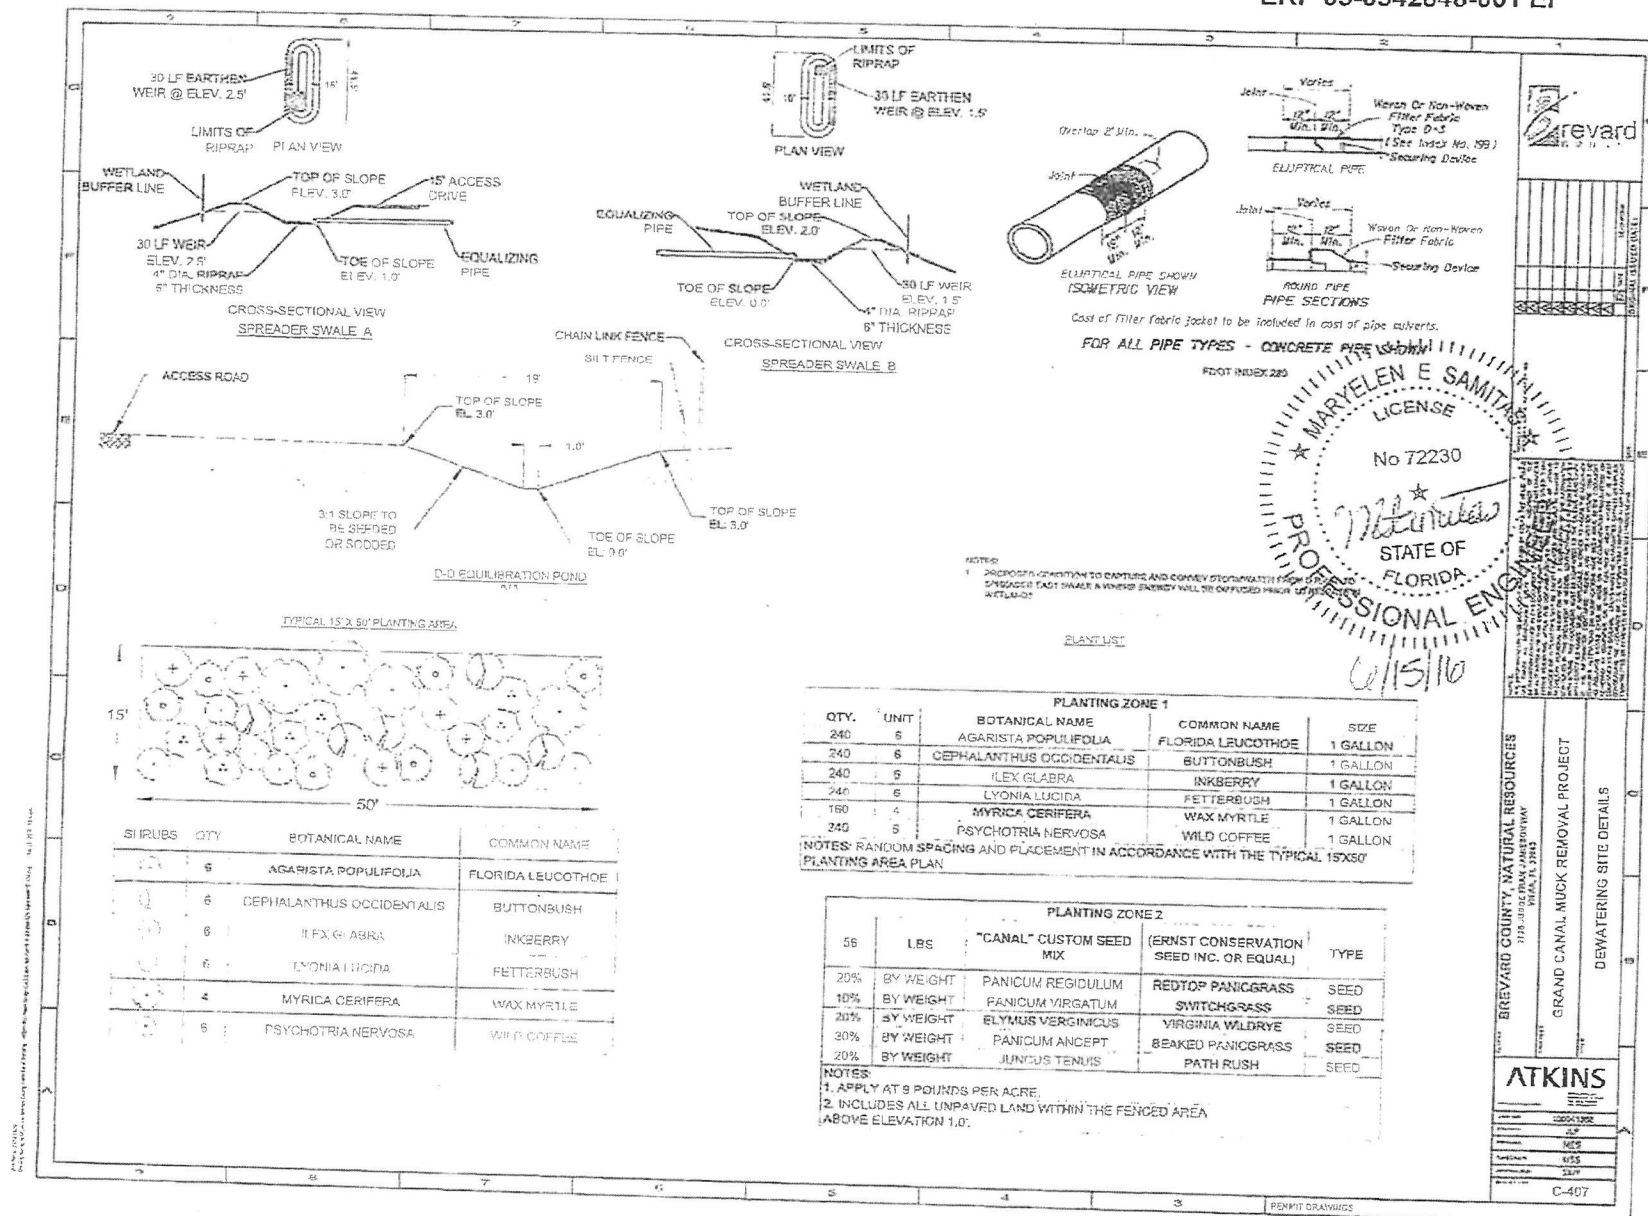 30 LF EARTHEN
WEIR @ ELEV. 2.5'
LIMITS OF
RIPRAP
PLAN VIEW
15'
WETLAND
BUFFER LINE
TOP OF SLOPE
ELEV. 3.0'
15' ACCESS
DRIVE
30 LF WEIR
ELEV. 2.5'
4" DIA. RIPRAP
6" THICKNESS
TOE OF SLOPE
ELEV. 1.0'
EQUALIZING
PIPE
CROSS-SECTIONAL VIEW
SPREADER SWALE A
LIMITS OF
RIPRAP
30 LF EARTHEN
WEIR @ ELEV. 1.5'
PLAN VIEW
WETLAND
BUFFER LINE
EQUALIZING
PIPE
TOP OF SLOPE
ELEV. 2.0'
TOE OF SLOPE
ELEV. 0.0'
30 LF WEIR
ELEV. 1.5'
4" DIA. RIPRAP
6" THICKNESS
CROSS-SECTIONAL VIEW
SPREADER SWALE B
Overlap 2' Min.
Joint
12"
Min.
12"
Min.
ELLIPTICAL PIPE SHOWN
ISOMETRIC VIEW
Varies
Joint
12"
Min.
12"
Min.
Woven Or Non-Woven
Filter Fabric
Type D-3
(See Index No. 199)
Securing Device
ELLIPTICAL PIPE
Varies
Joint
12"
Min.
12"
Min.
Woven Or Non-Woven
Filter Fabric
Securing Device
ROUND PIPE
PIPE SECTIONS
Cost of filter fabric jacket to be included in cost of pipe culverts.
FOR ALL PIPE TYPES - CONCRETE PIPE SHOWN
FDOT INDEX 280
CHAIN LINK FENCE
SILT FENCE
ACCESS ROAD
19'
TOP OF SLOPE
EL: 3.0'
1.0'
3:1 SLOPE TO
BE SEEDED
OR SODDED
TOE OF SLOPE
EL: 0.0'
TOP OF SLOPE
EL: 3.0'
D-D EQUILIBRATION POND
NTS
MARYELEN E SAMITAS
LICENSE
No 72230
STATE OF
FLORIDA
PROFESSIONAL ENGINEER
6/15/16
NOTES:
PLANT LIST
TYPICAL 15' X 50' PLANTING AREA
15'
50'
SHRUBS QTY BOTANICAL NAME COMMON NAME
6 AGARISTA POPULIFOLIA FLORIDA LEUCOTHOE
6 CEPHALANTHUS OCCIDENTALIS BUTTONBUSH
6 ILEX GLABRA INKBERRY
6 LYONIA LUCIDA FETTERBUSH
4 MYRICA CERIFERA WAX MYRTLE
6 PSYCHOTRIA NERVOSA WILD COFFEE
PLANTING ZONE 1
QTY. UNIT BOTANICAL NAME COMMON NAME SIZE
240 6 AGARISTA POPULIFOLIA FLORIDA LEUCOTHOE 1 GALLON
240 6 CEPHALANTHUS OCCIDENTALIS BUTTONBUSH 1 GALLON
240 6 ILEX GLABRA INKBERRY 1 GALLON
240 6 LYONIA LUCIDA FETTERBUSH 1 GALLON
160 4 MYRICA CERIFERA WAX MYRTLE 1 GALLON
240 6 PSYCHOTRIA NERVOSA WILD COFFEE 1 GALLON
NOTES: RANDOM SPACING AND PLACEMENT IN ACCORDANCE WITH THE TYPICAL 15'X50'
PLANTING AREA PLAN
PLANTING ZONE 2
56 LBS "CANAL" CUSTOM SEED MIX (ERNST CONSERVATION SEED INC. OR EQUAL) TYPE
20% BY WEIGHT PANICUM REGIDULUM REDTOP PANICGRASS SEED
10% BY WEIGHT PANICUM VIRGATUM SWITCHGRASS SEED
20% BY WEIGHT ELYMUS VERGINICUS VIRGINIA WILDRYE SEED
30% BY WEIGHT PANICUM ANCEPT BEAKED PANICGRASS SEED
20% BY WEIGHT JUNCUS TENUIS PATH RUSH SEED
NOTES:
1. APPLY AT 9 POUNDS PER ACRE.
2. INCLUDES ALL UNPAVED LAND WITHIN THE FENCED AREA
ABOVE ELEVATION 1.0'.
Brevard
BREVARD COUNTY, NATURAL RESOURCES
GRAND CANAL MUCK REMOVAL PROJECT
DEWATERING SITE DETAILS
ATKINS
C-407
PERMIT DRAWINGS